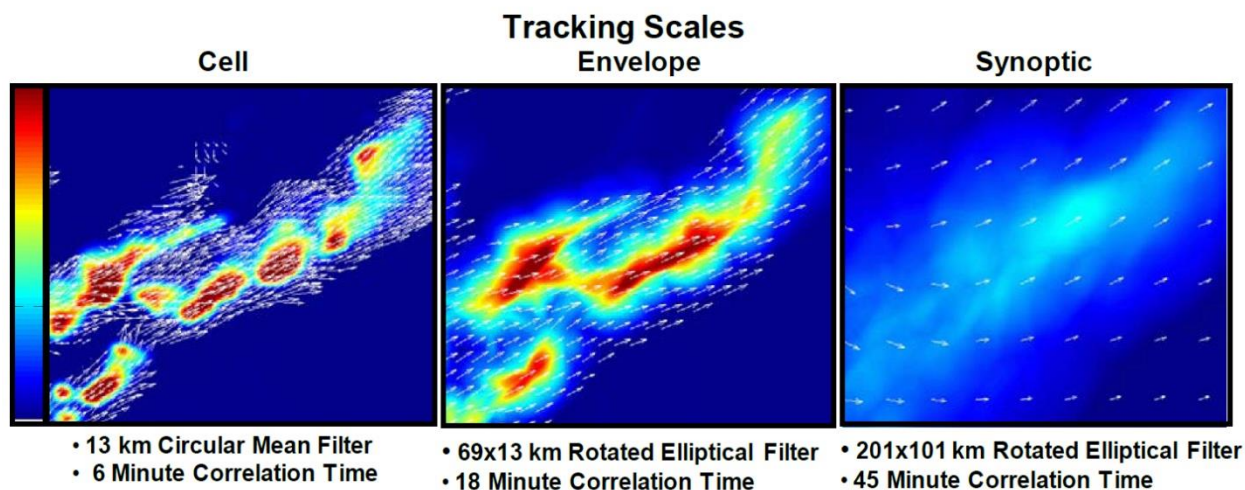 Tracking Scales
Cell
Envelope
Synoptic
• 13 km Circular Mean Filter
• 6 Minute Correlation Time
• 69x13 km Rotated Elliptical Filter
• 18 Minute Correlation Time
• 201x101 km Rotated Elliptical Filter
• 45 Minute Correlation Time